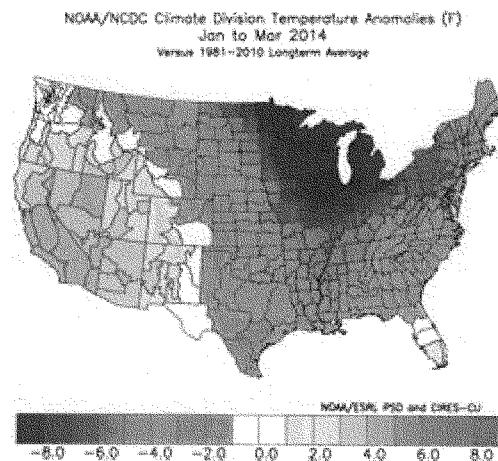 NOAA/NCDC Climate Division Temperature Anomalies (F)
Jan to Mar 2014
Versus 1981-2010 Longterm Average
NOAA/ESRL PSD and CIRES-CU
-8.0 -6.0 -4.0 -2.0 0.0 2.0 4.0 6.0 8.0